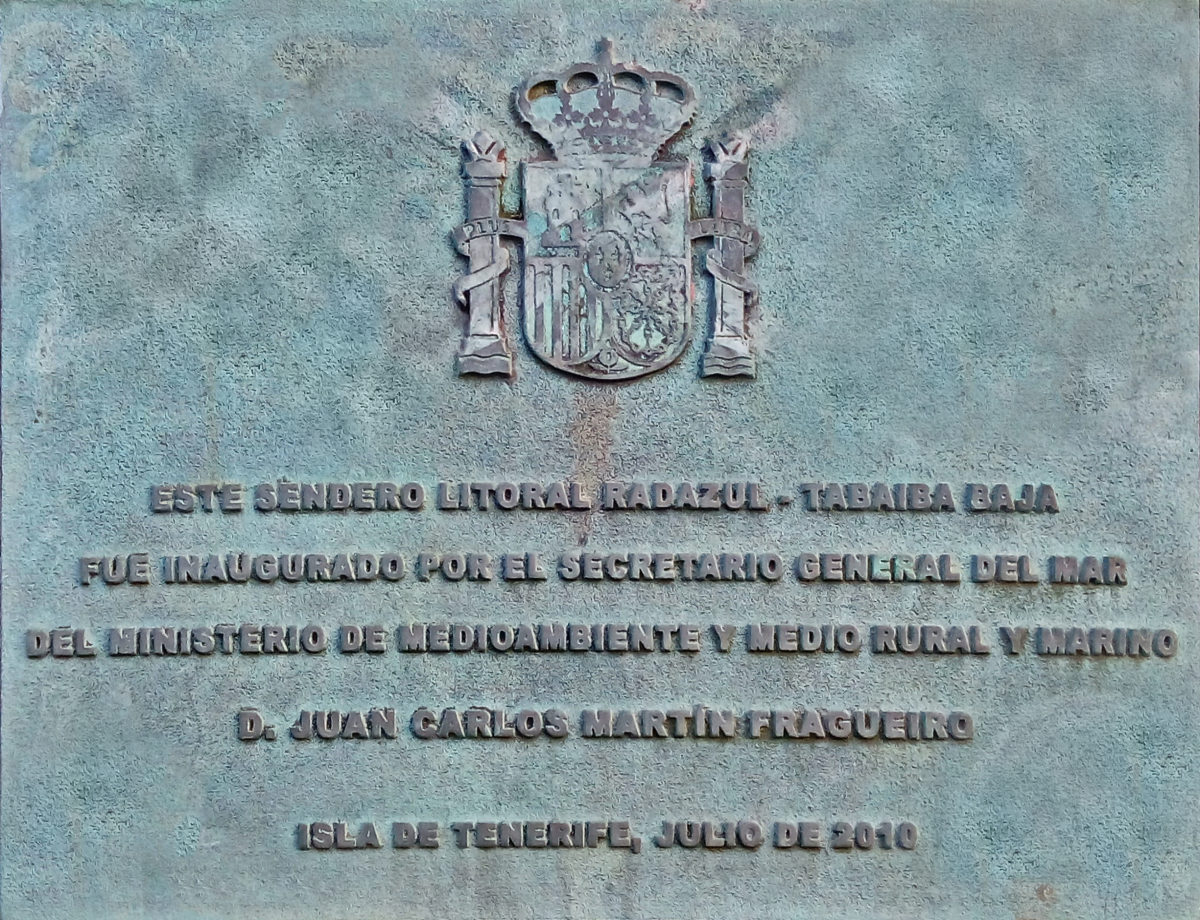 PLUS
ESTE SENDERO LITORAL RADAZUL - TABAIBA BAJA
FUE INAUGURADO POR EL SECRETARIO GENERAL DEL MAR
DEL MINISTERIO DE MEDIOAMBIENTE Y MEDIO RURAL Y MARINO
D. JUAN CARLOS MARTÍN FRAGUEIRO
ISLA DE TENERIFE, JULIO DE 2010